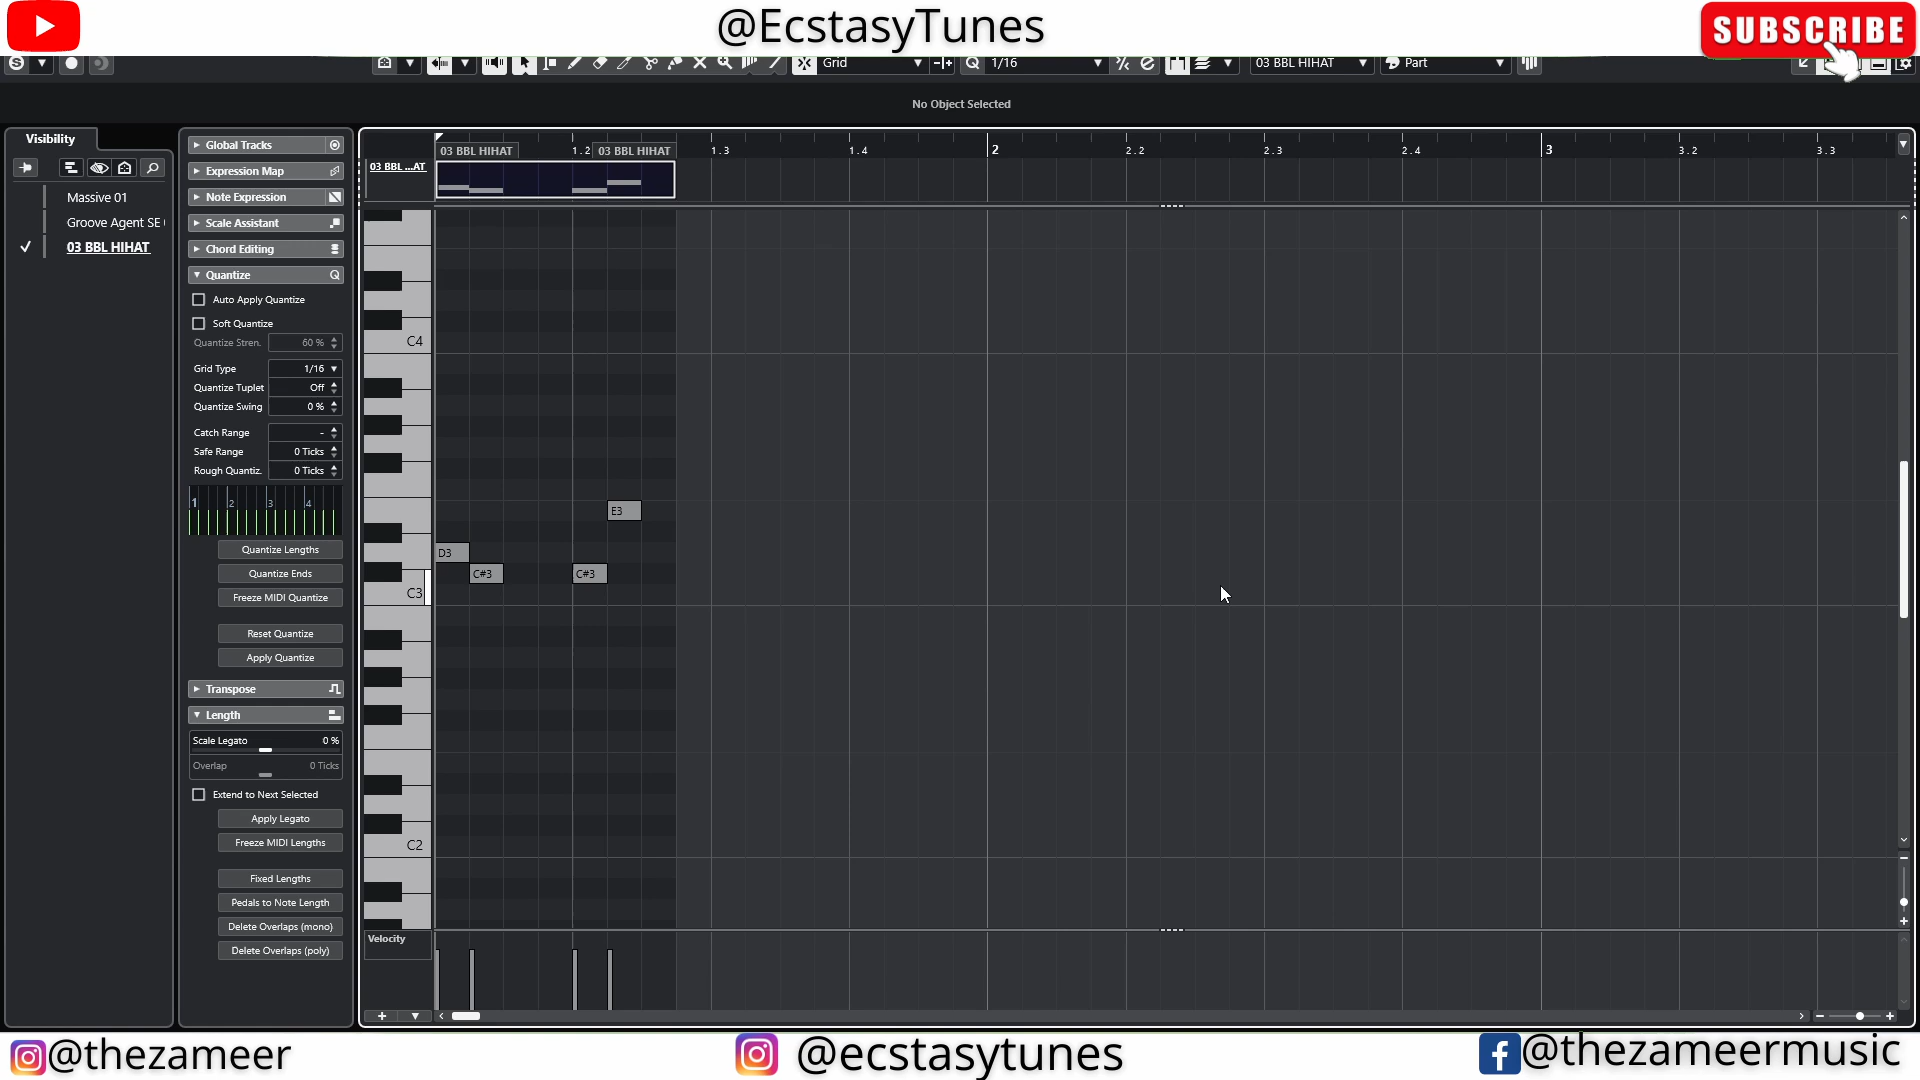 @EcstasyTunes
SUBSCRIBE
S
Grid
Q
1/16
03 BBL HIHAT
Part
No Object Selected
Visibility
Massive 01
Groove Agent SE
03 BBL HIHAT
Global Tracks
Expression Map
Note Expression
Scale Assistant
Chord Editing
Quantize
Q
Auto Apply Quantize
Soft Quantize
Quantize Stren. 60 %
Grid Type 1/16
Quantize Tuplet Off
Quantize Swing 0 %
Catch Range -
Safe Range 0 Ticks
Rough Quantiz. 0 Ticks
1 2 3 4
Quantize Lengths
Quantize Ends
Freeze MIDI Quantize
Reset Quantize
Apply Quantize
Transpose
Length
Scale Legato 0 %
Overlap 0 Ticks
Extend to Next Selected
Apply Legato
Freeze MIDI Lengths
Fixed Lengths
Pedals to Note Length
Delete Overlaps (mono)
Delete Overlaps (poly)
03 BBL HIHAT 1.2 03 BBL HIHAT 1.3 1.4 2 2.2 2.3 2.4 3 3.2 3.3
03 BBL ...AT
C4
E3
D3
C#3 C#3
C3
C2
Velocity
@thezameer
@ecstasytunes
@thezameermusic